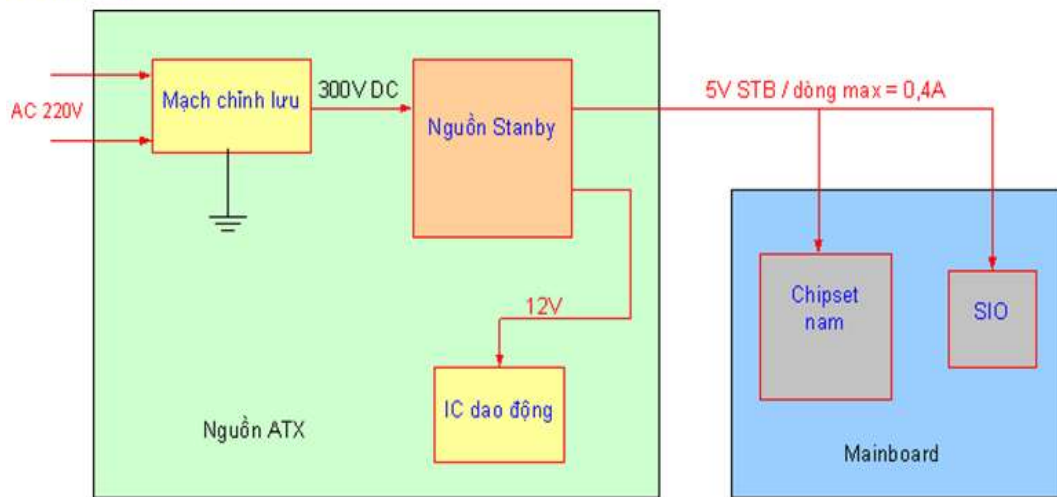 AC 220V
Mạch chỉnh lưu
300V DC
Nguồn Stanby
5V STB / dòng max = 0,4A
12V
IC dao động
Nguồn ATX
Chipset
nam
SIO
Mainboard